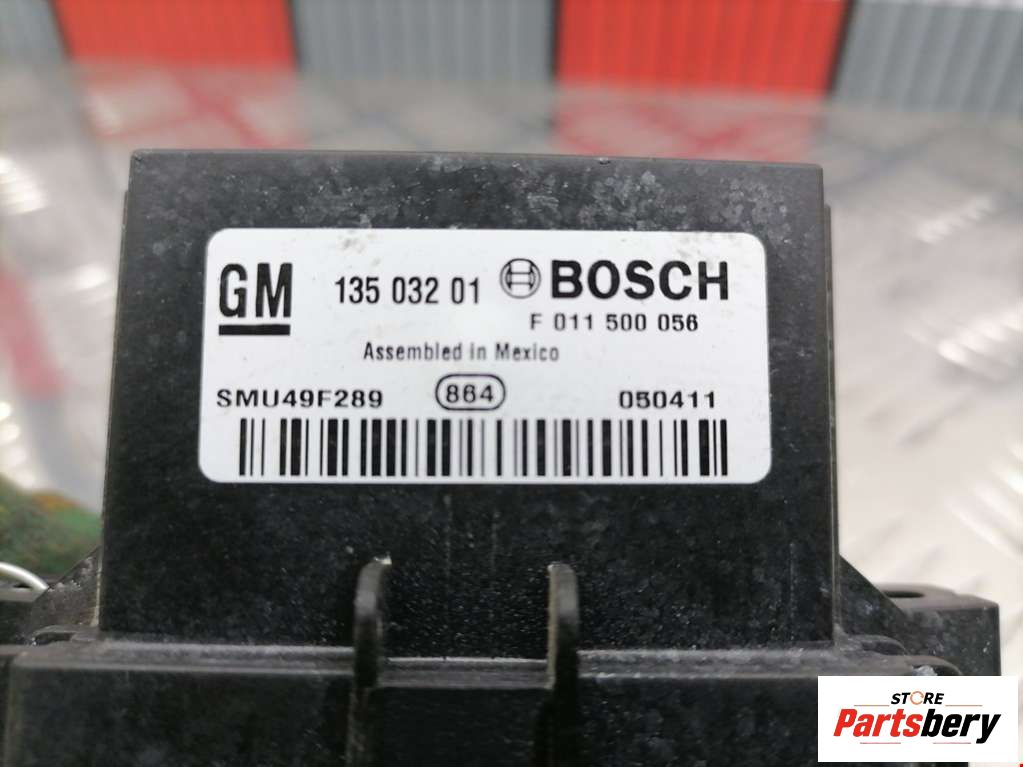 GM 135 032 01 BOSCH
F 011 500 056
Assembled in Mexico
SMU49F289 864 050411
STORE
Partsbery